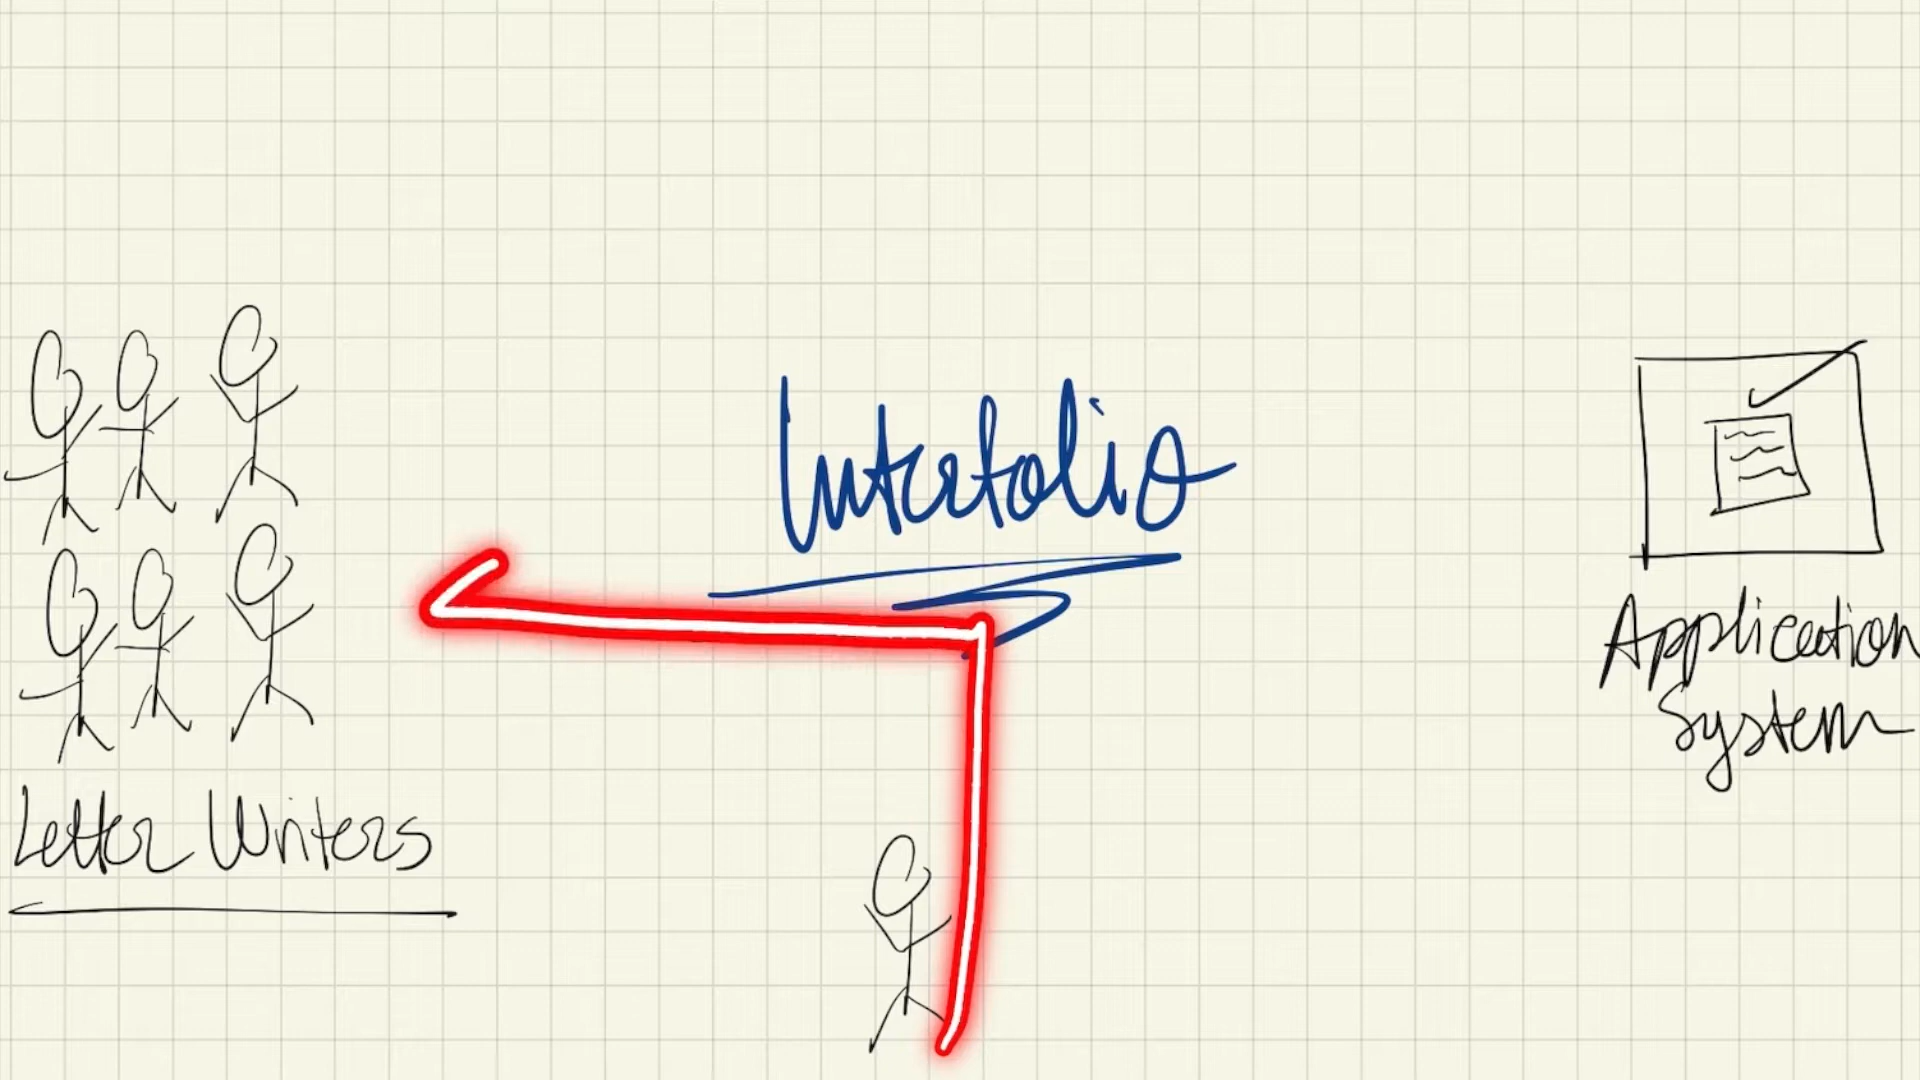 Interfolio
Application
System
Letter Writers